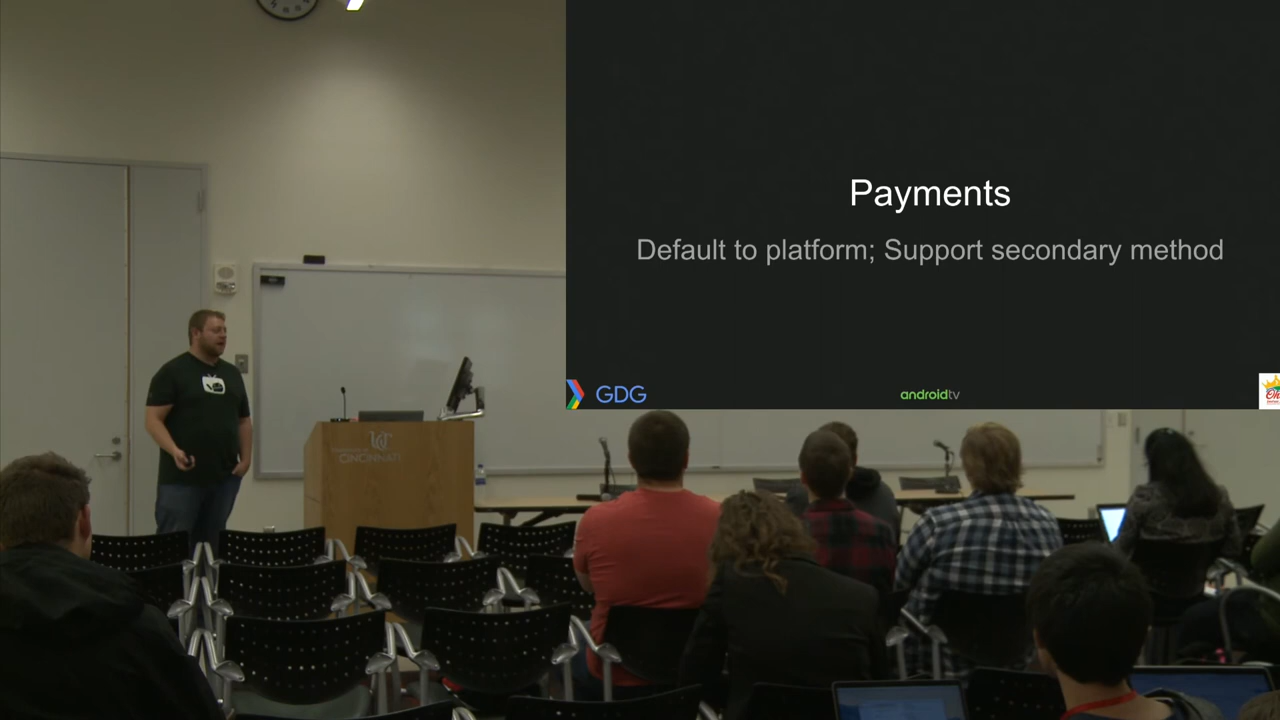 Payments
Default to platform; Support secondary method
GDG
androidtv
CINCINNATI